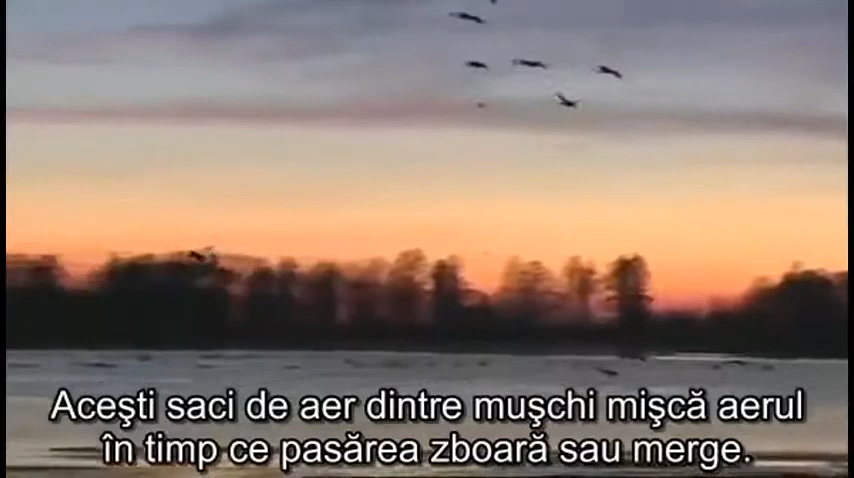 Aceşti saci de aer dintre muşchi mişcă aerul
în timp ce pasărea zboară sau merge.